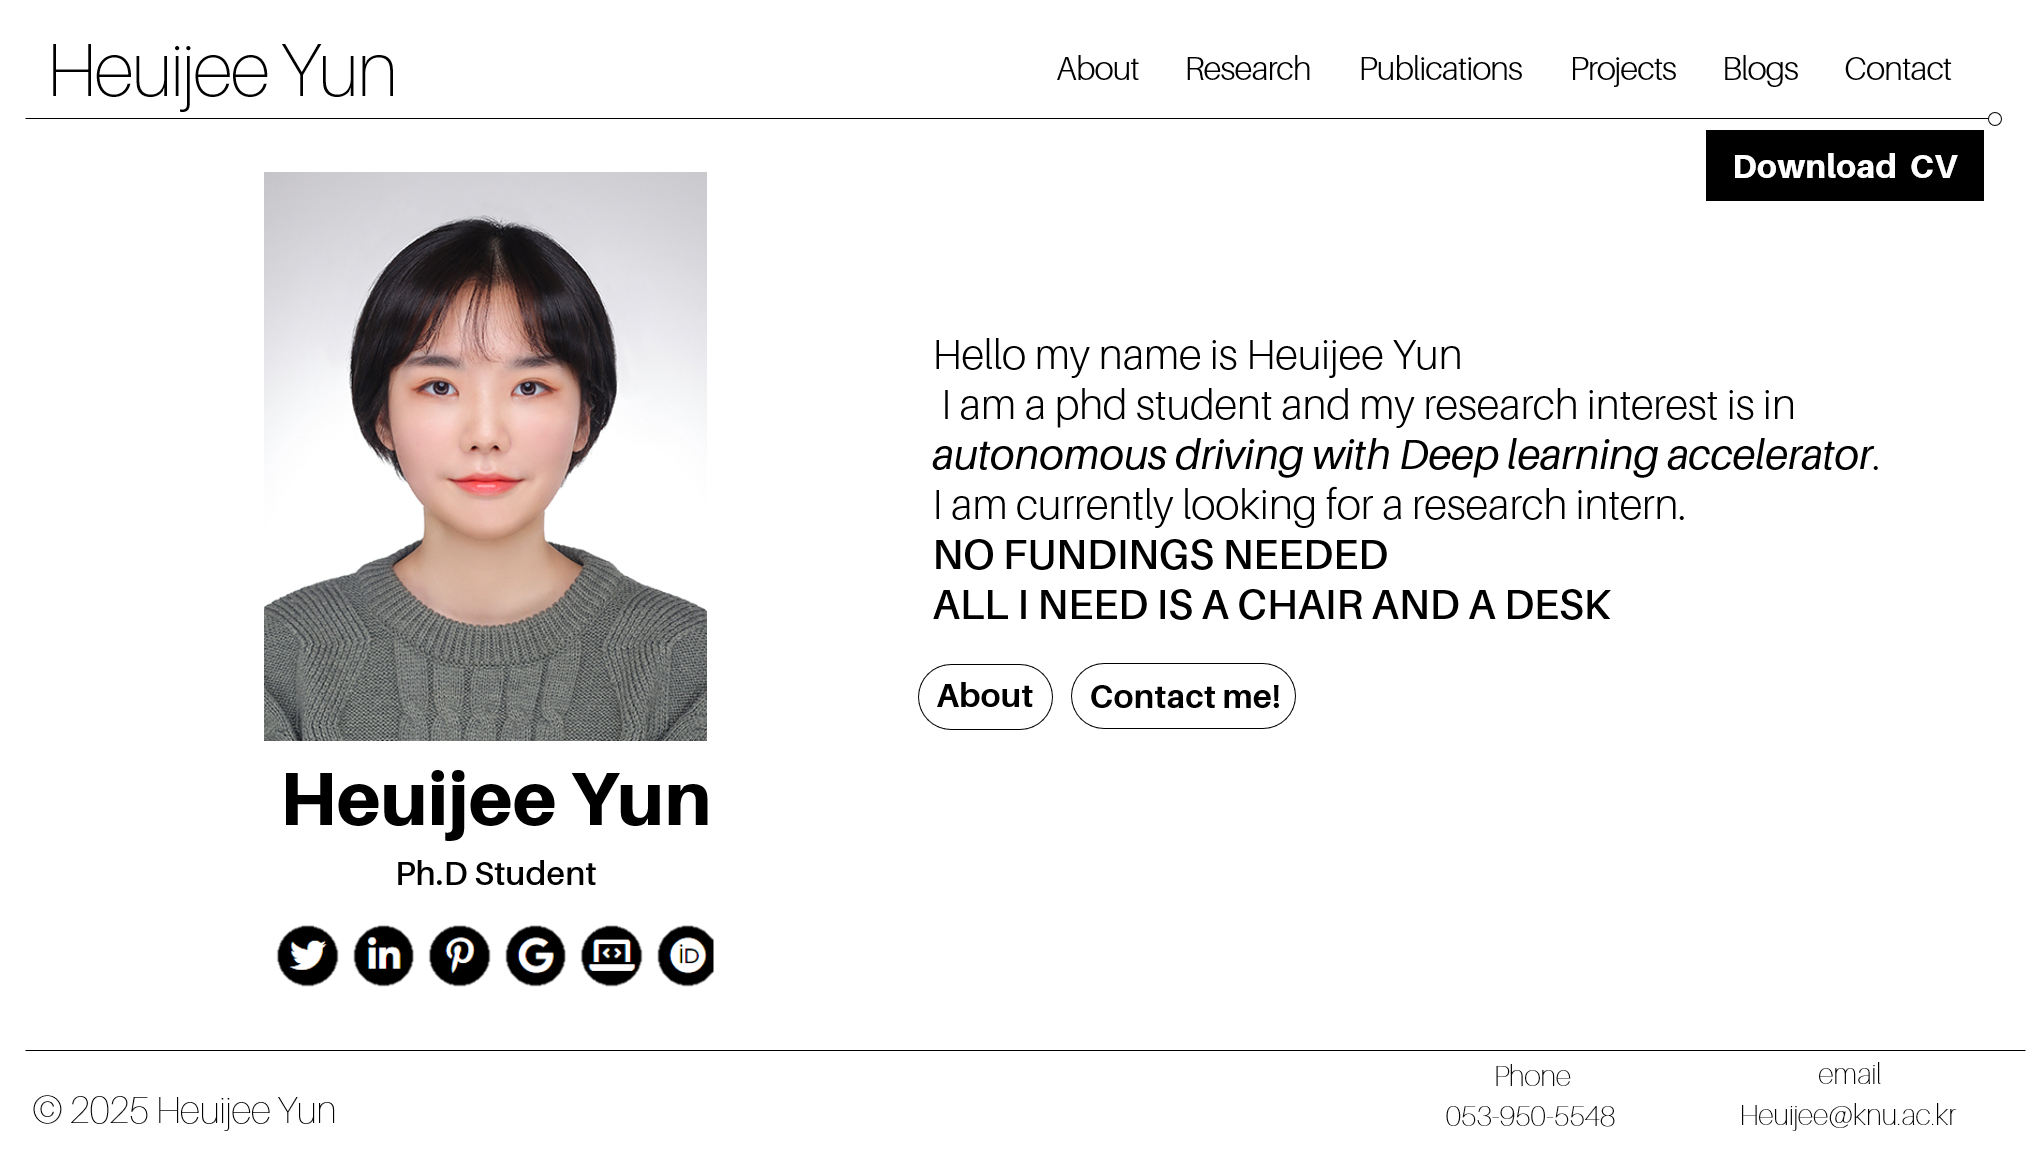 Heuijee Yun
About Research Publications Projects Blogs Contact
Download CV
Hello my name is Heuijee Yun
I am a phd student and my research interest is in
autonomous driving with Deep learning accelerator.
I am currently looking for a research intern.
NO FUNDINGS NEEDED
ALL I NEED IS A CHAIR AND A DESK
About
Contact me!
Heuijee Yun
Ph.D Student
in
G
iD
© 2025 Heuijee Yun
Phone
053-950-5548
email
Heuijee@knu.ac.kr